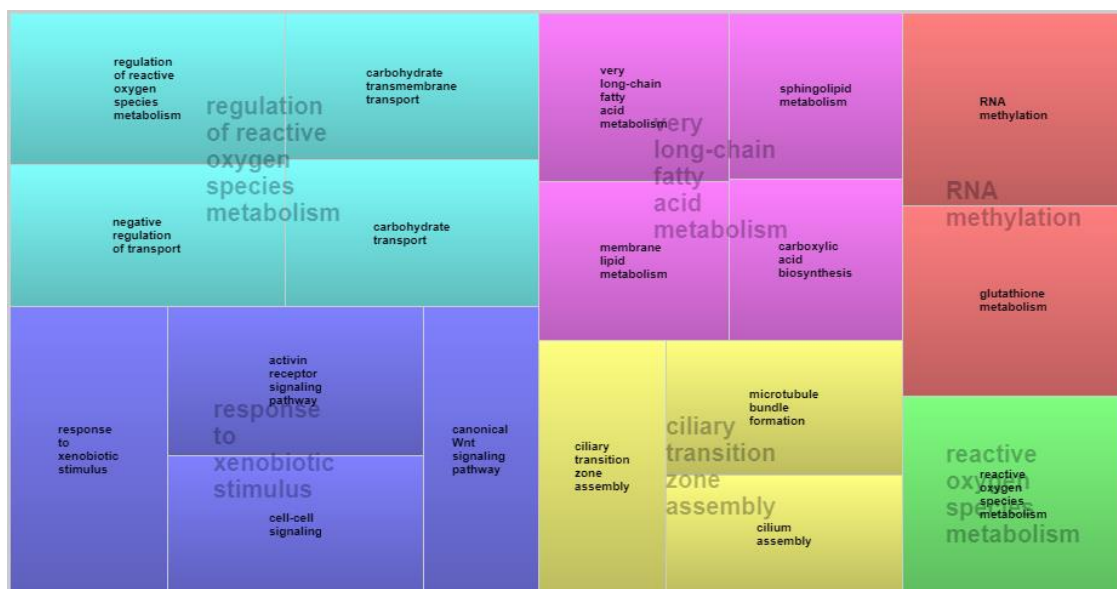 regulation
of reactive
oxygen
species
metabolism
carbohydrate
transmembrane
transport
regulation
of reactive
oxygen
species
metabolism
negative
regulation
of transport
carbohydrate
transport
response
to
xenobiotic
stimulus
activin
receptor
signaling
pathway
response
to
xenobiotic
stimulus
cell-cell
signaling
canonical
Wnt
signaling
pathway
very
long-chain
fatty
acid
metabolism
sphingolipid
metabolism
very
long-chain
fatty
acid
metabolism
membrane
lipid
metabolism
carboxylic
acid
biosynthesis
ciliary
transition
zone
assembly
microtubule
bundle
formation
ciliary
transition
zone
assembly
cilium
assembly
RNA
methylation
RNA
methylation
glutathione
metabolism
reactive
oxygen
species
metabolism
reactive
oxygen
species
metabolism